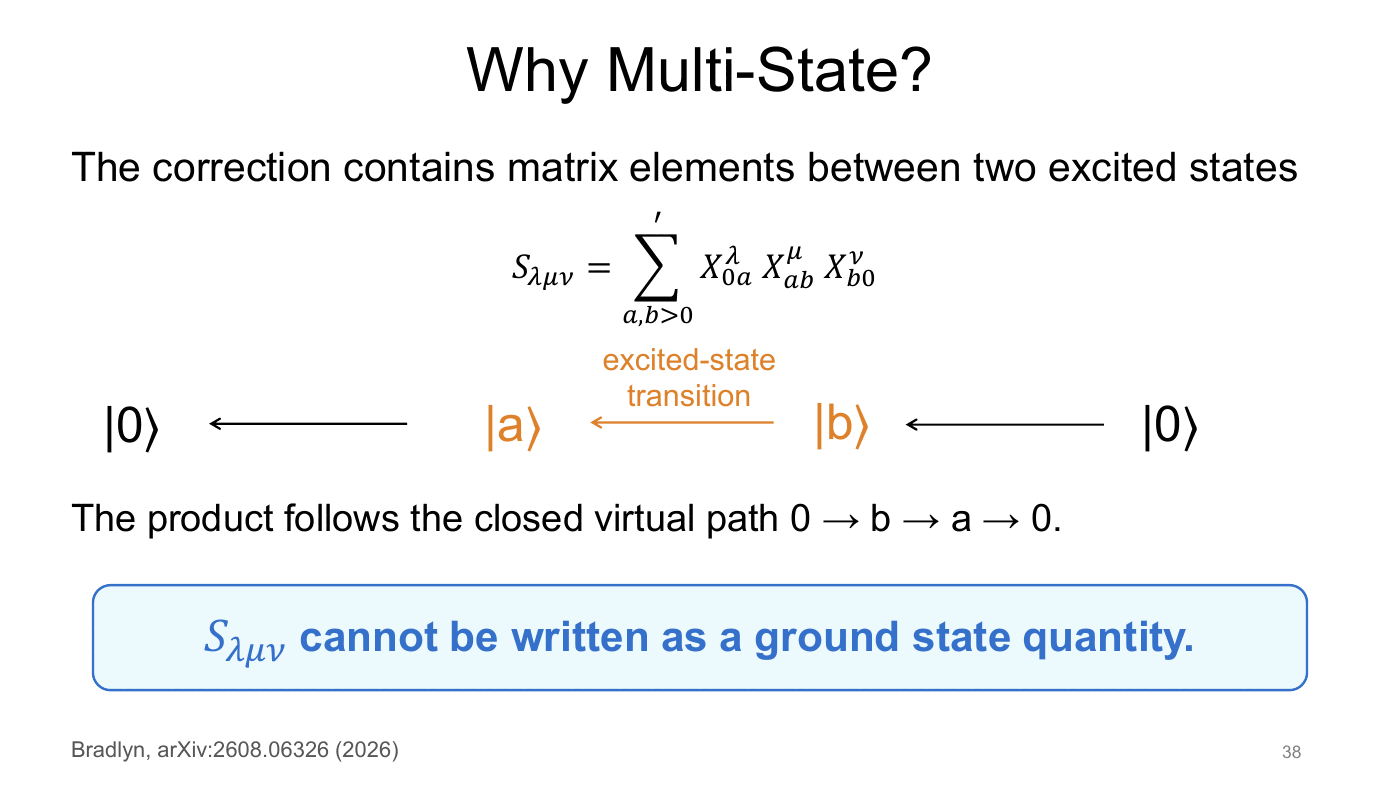 Why Multi-State?
The correction contains matrix elements between two excited states
S_{λμν} = ∑′_{a,b>0} X^λ_{0a} X^μ_{ab} X^ν_{b0}
excited-state
transition
|0⟩ ← |a⟩ ← |b⟩ ← |0⟩
The product follows the closed virtual path 0 → b → a → 0.
S_{λμν} cannot be written as a ground state quantity.
Bradlyn, arXiv:2608.06326 (2026)
38